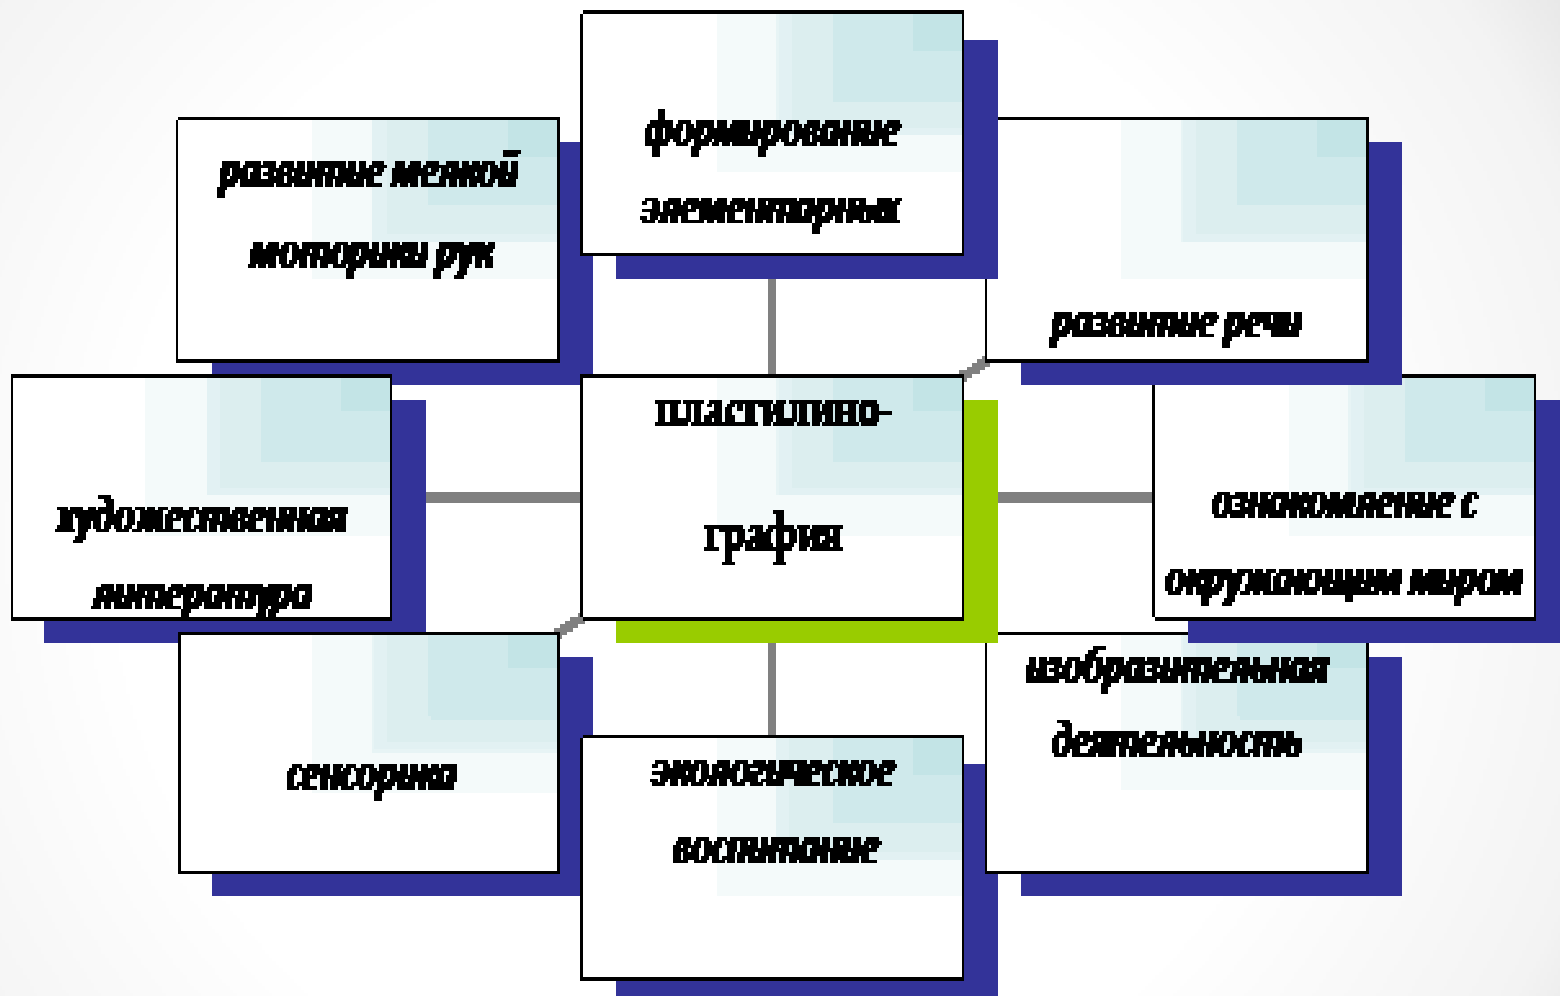 формирование
элементарных
развитие мелкой
моторики рук
развитие речи
пластилино-
графия
художественная
литература
ознакомление с
окружающим миром
изобразительная
деятельность
сенсорика
экологическое
воспитание